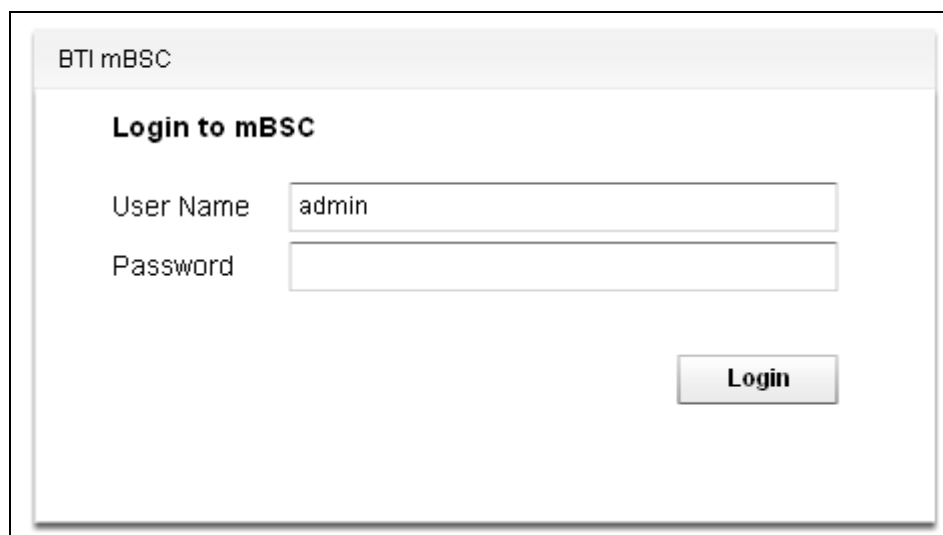 BTI mBSC
Login to mBSC
User Name admin
Password
Login